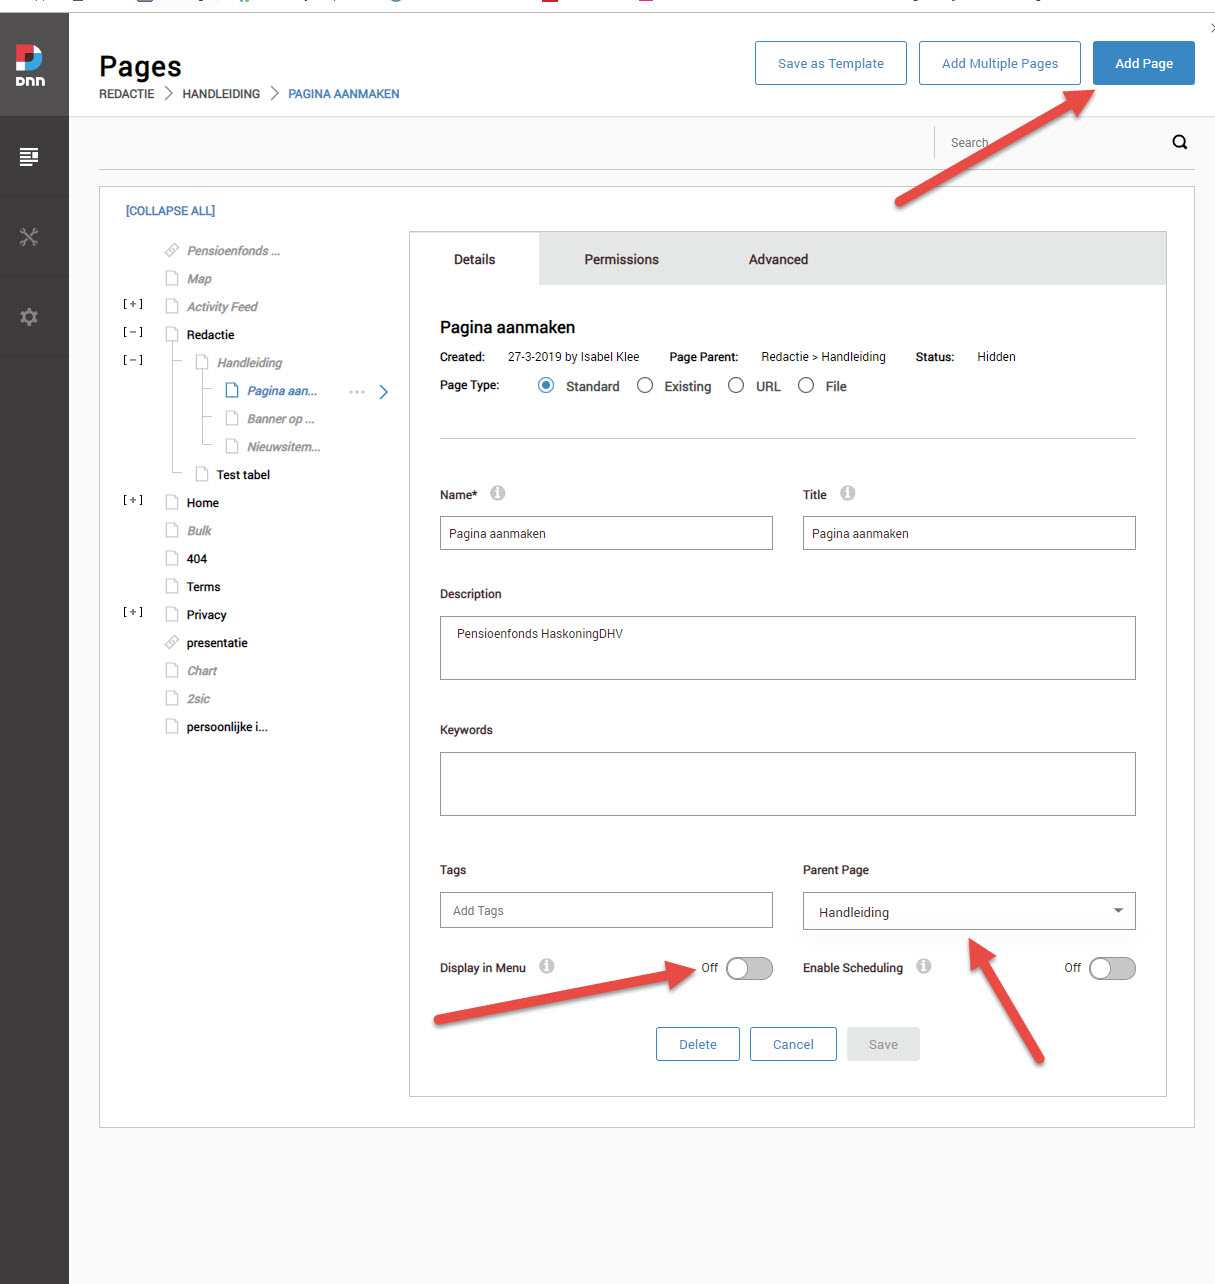 Dnn
Pages
REDACTIE > HANDLEIDING > PAGINA AANMAKEN
Save as Template
Add Multiple Pages
Add Page
Search
[COLLAPSE ALL]
Pensioenfonds ...
Map
[+] Activity Feed
[−] Redactie
[−] Handleiding
Pagina aan...
Banner op ...
Nieuwsitem...
Test tabel
[+] Home
Bulk
404
Terms
[+] Privacy
presentatie
Chart
2sic
persoonlijke i...
Details Permissions Advanced
Pagina aanmaken
Created: 27-3-2019 by Isabel Klee Page Parent: Redactie > Handleiding Status: Hidden
Page Type: Standard Existing URL File
Name* Title
Pagina aanmaken Pagina aanmaken
Description
Pensioenfonds HaskoningDHV
Keywords
Tags Parent Page
Add Tags Handleiding
Display in Menu Off Enable Scheduling Off
Delete Cancel Save